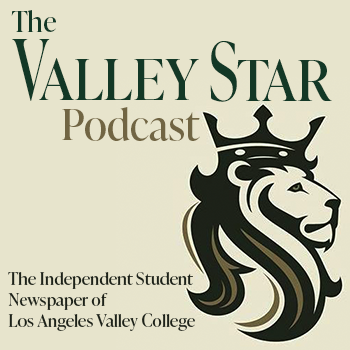 The
VALLEY STAR
Podcast
The Independent Student
Newspaper of
Los Angeles Valley College